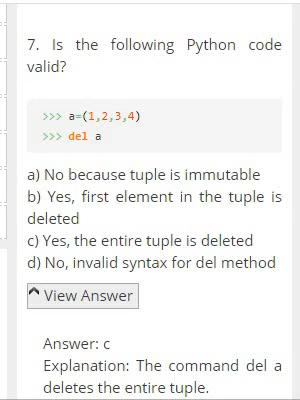 7. Is the following Python code
valid?
>>> a=(1,2,3,4)
>>> del a
a) No because tuple is immutable
b) Yes, first element in the tuple is
deleted
c) Yes, the entire tuple is deleted
d) No, invalid syntax for del method
View Answer
Answer: c
Explanation: The command del a
deletes the entire tuple.